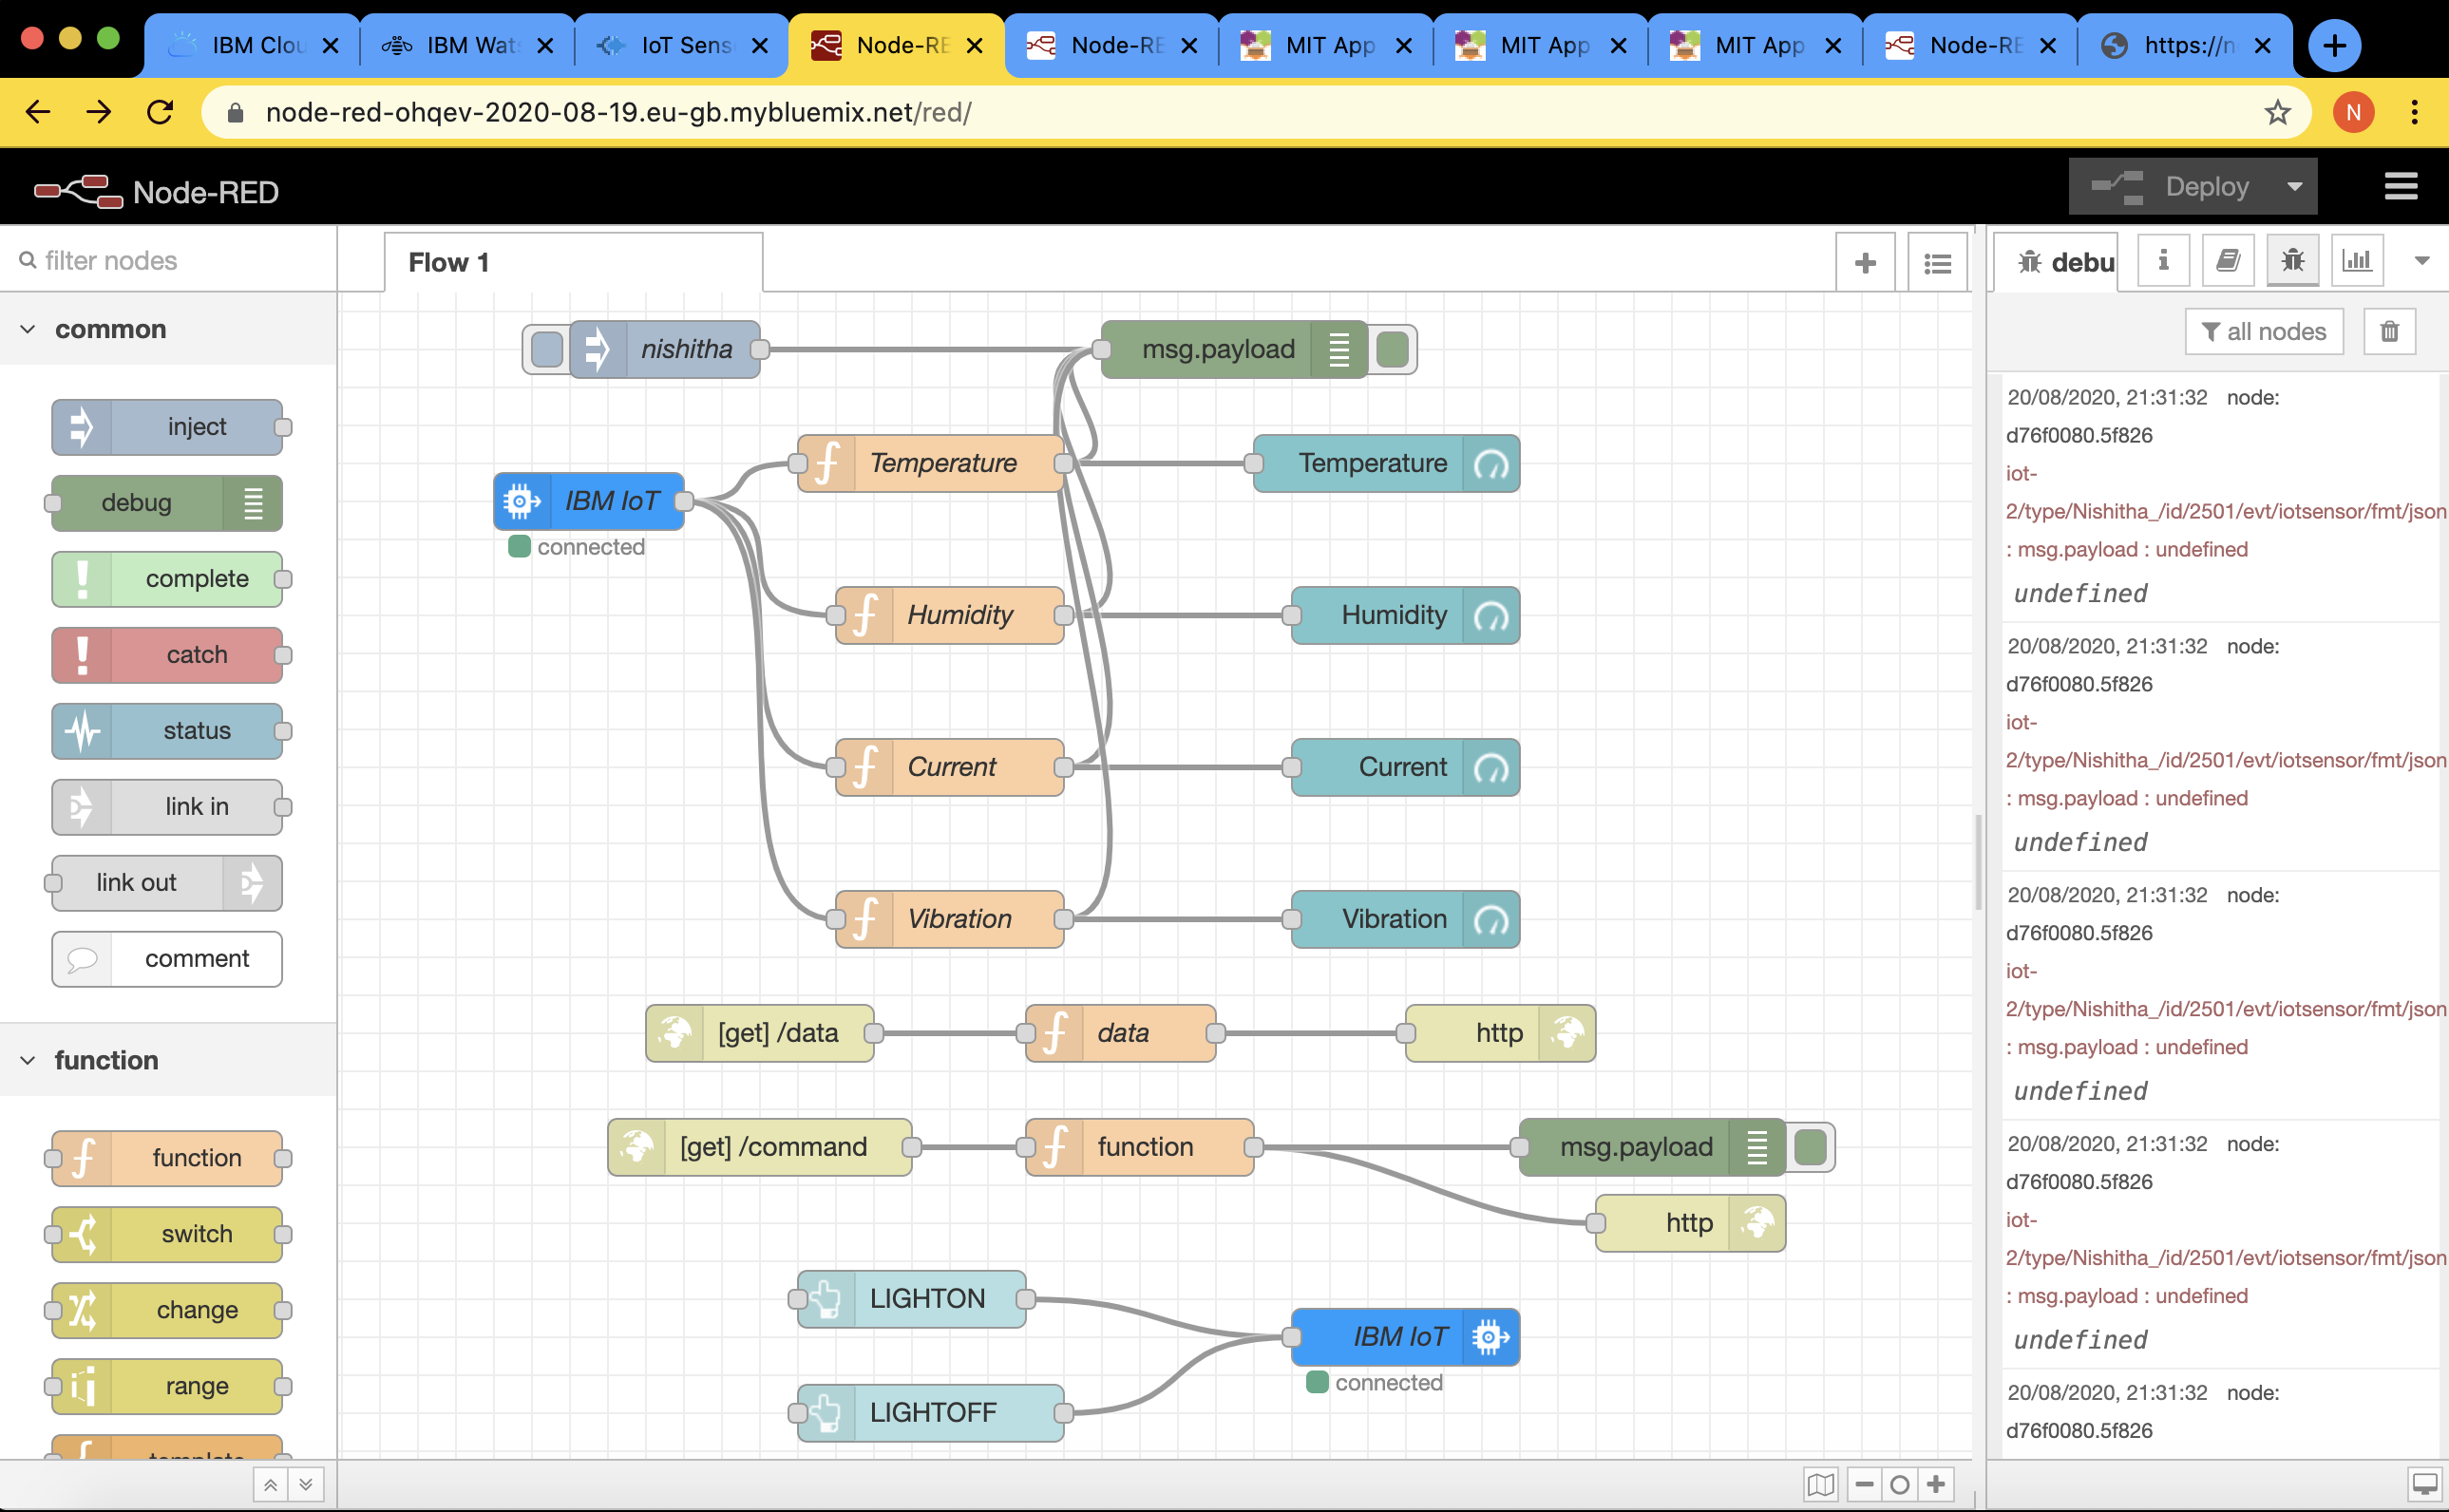 IBM Clou
IBM Wats
IoT Sens
Node-RE
Node-RE
MIT App
MIT App
MIT App
Node-RE
https://n
node-red-ohqev-2020-08-19.eu-gb.mybluemix.net/red/
N
Node-RED
Deploy
filter nodes
common
inject
debug
complete
catch
status
link in
link out
comment
function
function
switch
change
range
template
Flow 1
nishitha
msg.payload
Temperature
Temperature
IBM IoT
connected
Humidity
Humidity
Current
Current
Vibration
Vibration
[get] /data
data
http
[get] /command
function
msg.payload
http
LIGHTON
IBM IoT
connected
LIGHTOFF
debu
all nodes
20/08/2020, 21:31:32 node:
d76f0080.5f826
iot-
2/type/Nishitha_/id/2501/evt/iotsensor/fmt/json
: msg.payload : undefined
undefined
20/08/2020, 21:31:32 node:
d76f0080.5f826
iot-
2/type/Nishitha_/id/2501/evt/iotsensor/fmt/json
: msg.payload : undefined
undefined
20/08/2020, 21:31:32 node:
d76f0080.5f826
iot-
2/type/Nishitha_/id/2501/evt/iotsensor/fmt/json
: msg.payload : undefined
undefined
20/08/2020, 21:31:32 node:
d76f0080.5f826
iot-
2/type/Nishitha_/id/2501/evt/iotsensor/fmt/json
: msg.payload : undefined
undefined
20/08/2020, 21:31:32 node:
d76f0080.5f826